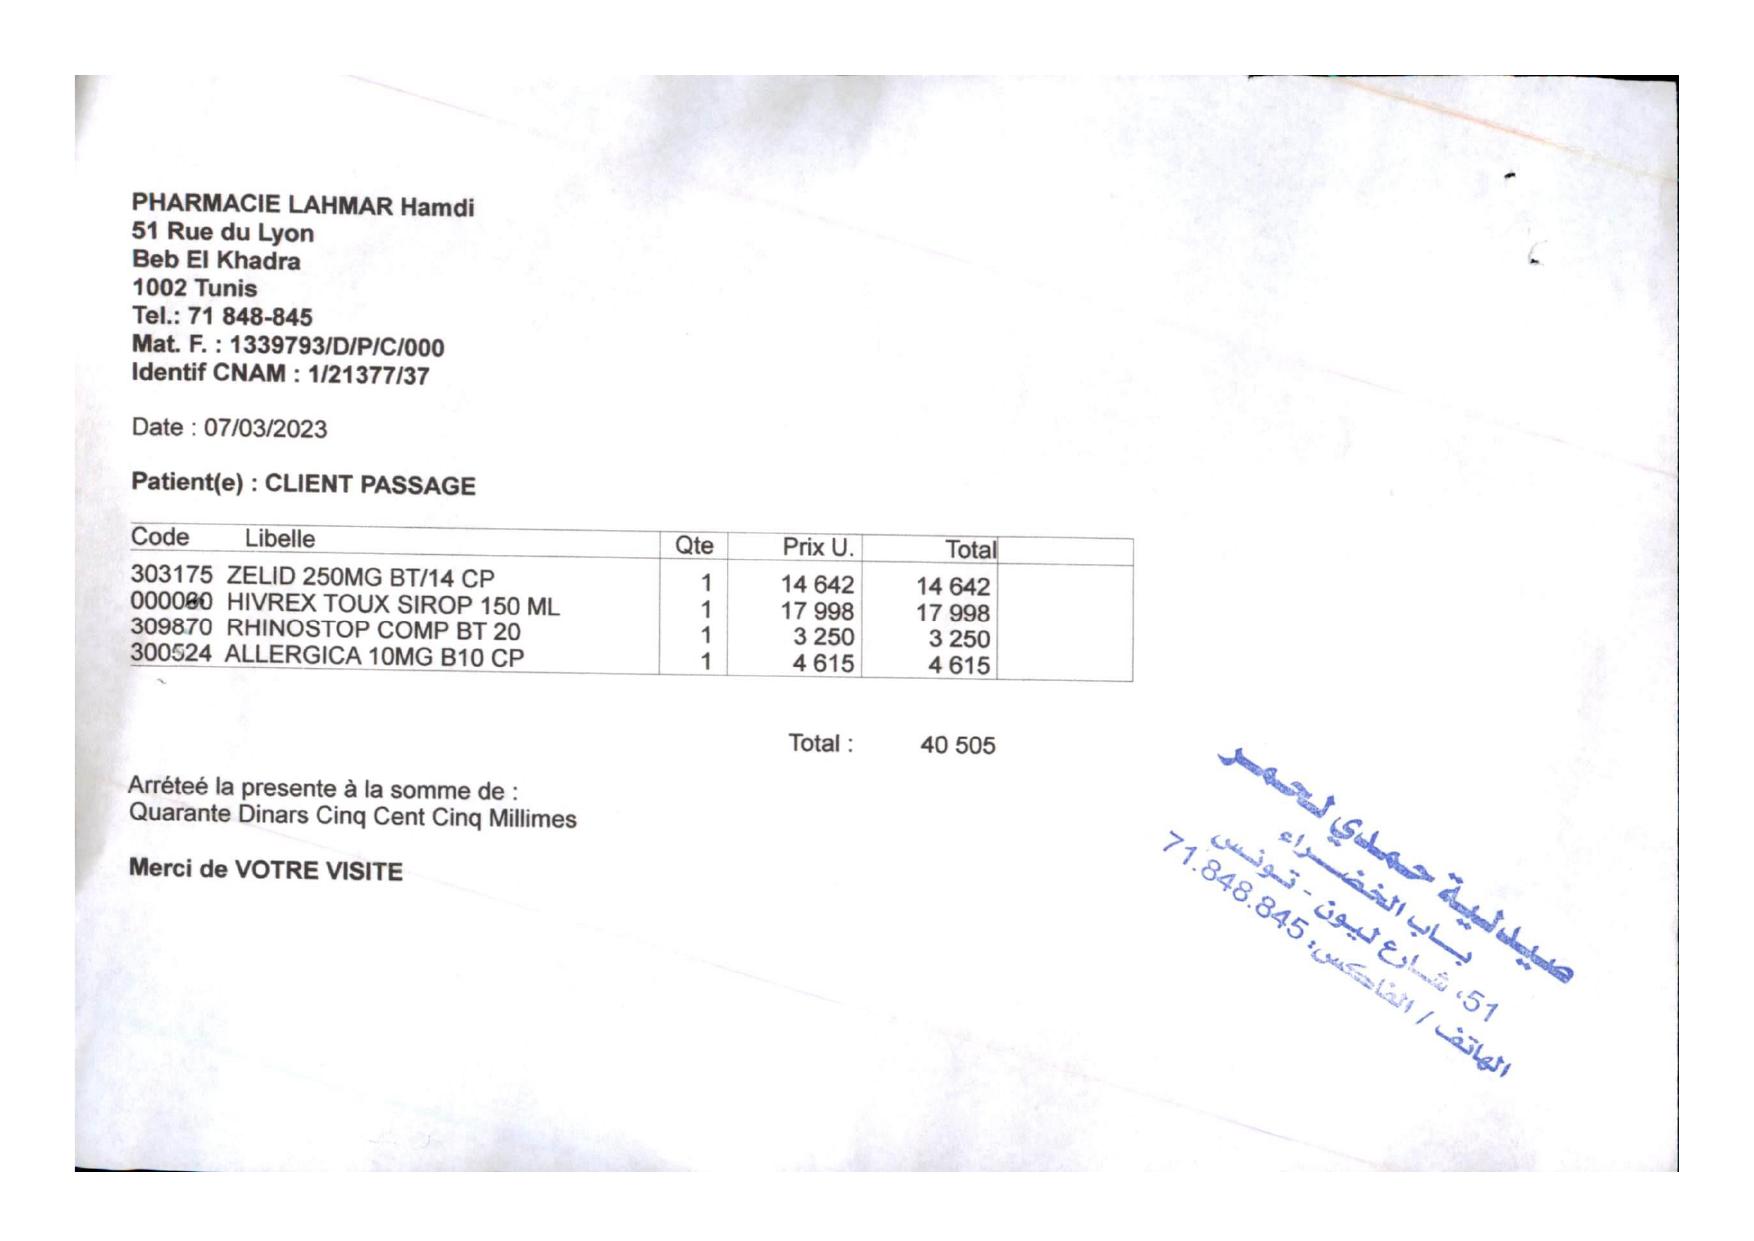 PHARMACIE LAHMAR Hamdi
51 Rue du Lyon
Beb El Khadra
1002 Tunis
Tel.: 71 848-845
Mat. F. : 1339793/D/P/C/000
Identif CNAM : 1/21377/37
Date : 07/03/2023
Patient(e) : CLIENT PASSAGE
Code Libelle Qte Prix U. Total
303175 ZELID 250MG BT/14 CP 1 14 642 14 642
HIVREX TOUX SIROP 150 ML 1 17 998 17 998
309870 RHINOSTOP COMP BT 20 1 3 250 3 250
300524 ALLERGICA 10MG B10 CP 1 4 615 4 615
Total : 40 505
Arréteé la presente à la somme de :
Quarante Dinars Cinq Cent Cinq Millimes
Merci de VOTRE VISITE
صيدلية حمدي لحمر
باب الخضراء
51، شارع ليون - تونس
الهاتف / الفاكس: 71.848.845